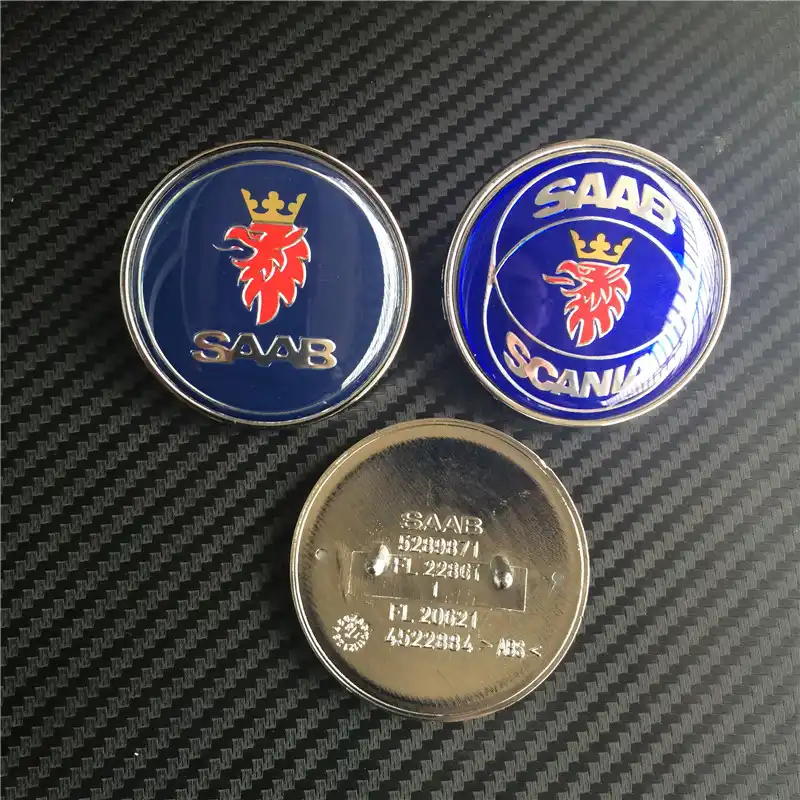 SAAB
SAAB
SCANIA
SAAB
5289871
FL 22861
1
FL 20621
4522884 > ABS <